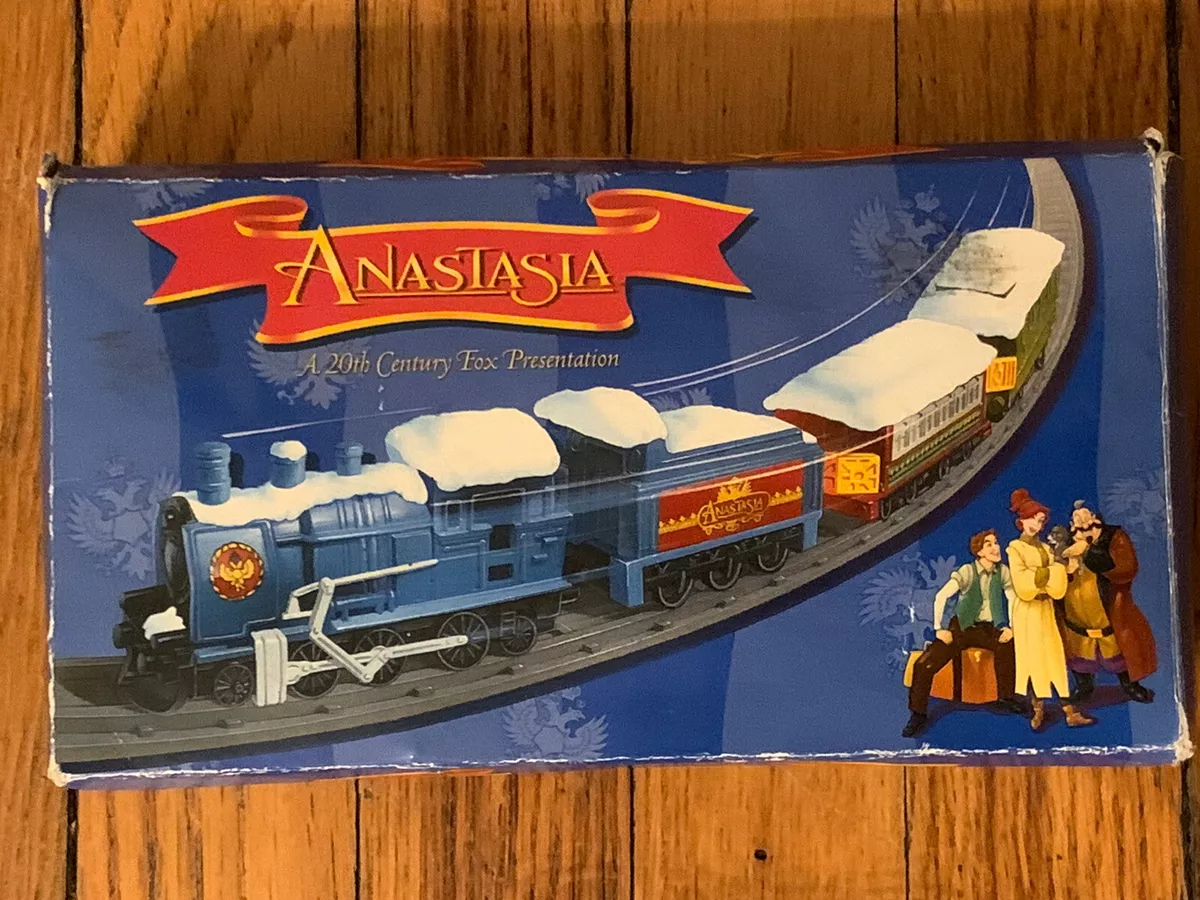 ANASTASIA
A 20th Century Fox Presentation
ANASTASIA